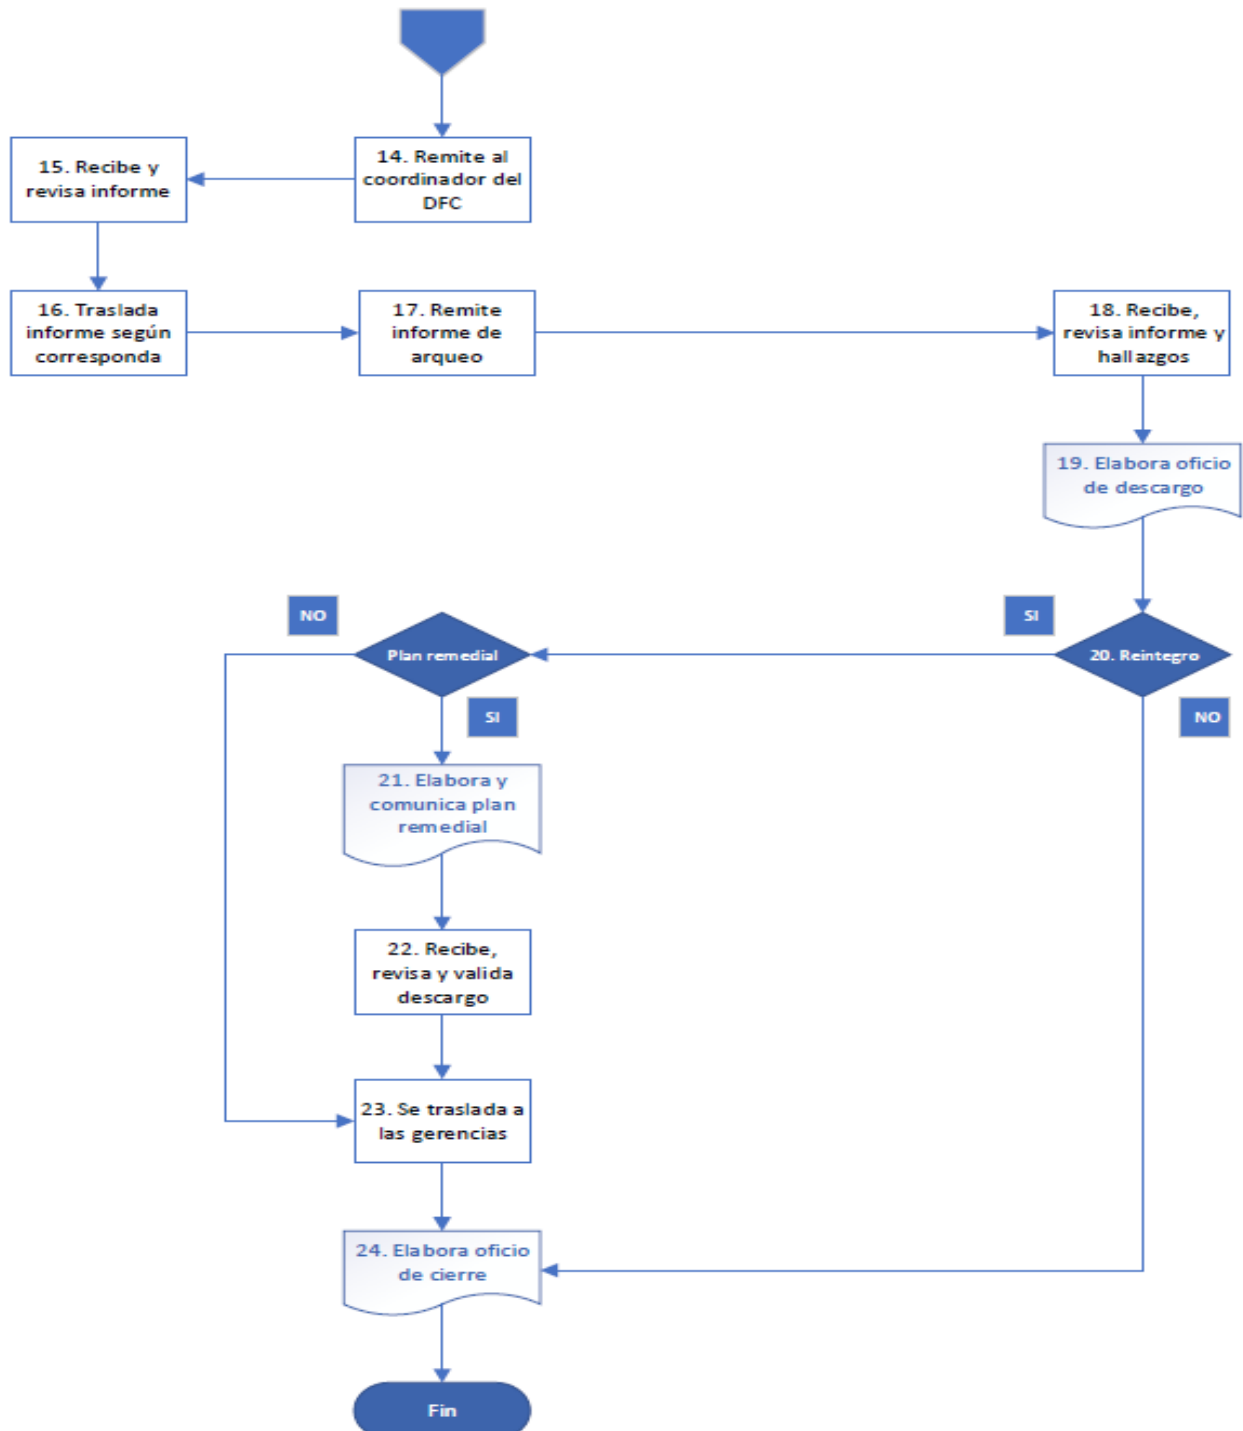 14. Remite al
coordinador del
DFC
15. Recibe y
revisa informe
16. Traslada
informe según
corresponda
17. Remite
informe de
arqueo
18. Recibe,
revisa informe y
hallazgos
19. Elabora oficio
de descargo
20. Reintegro
SI
NO
Plan remedial
NO
SI
21. Elabora y
comunica plan
remedial
22. Recibe,
revisa y valida
descargo
23. Se traslada a
las gerencias
24. Elabora oficio
de cierre
Fin